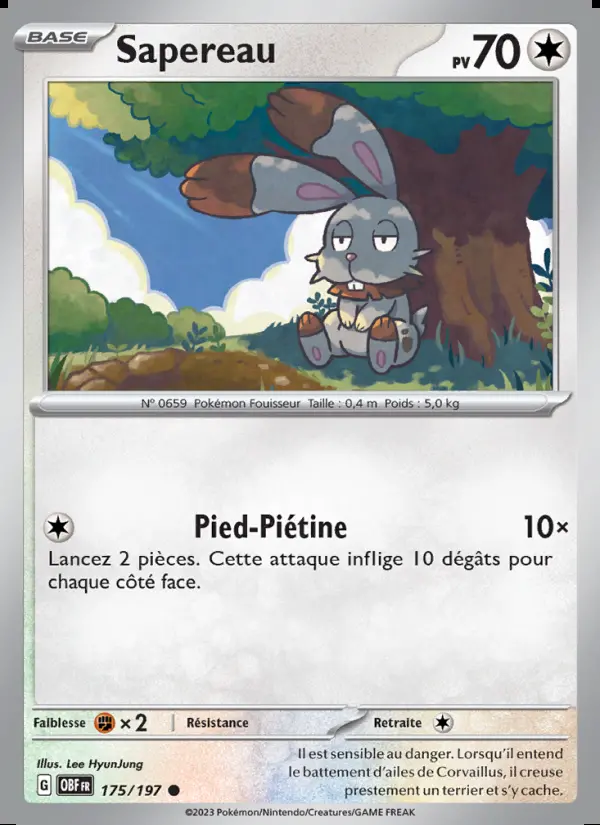 BASE
Sapereau
PV 70
N° 0659 Pokémon Fouisseur Taille : 0,4 m Poids : 5,0 kg
Pied-Piétine 10×
Lancez 2 pièces. Cette attaque inflige 10 dégâts pour
chaque côté face.
Faiblesse ×2 Résistance Retraite
Illus. Lee HyunJung
Il est sensible au danger. Lorsqu'il entend
le battement d'ailes de Corvaillus, il creuse
prestement un terrier et s'y cache.
G OBF FR 175/197
©2023 Pokémon/Nintendo/Creatures/GAME FREAK